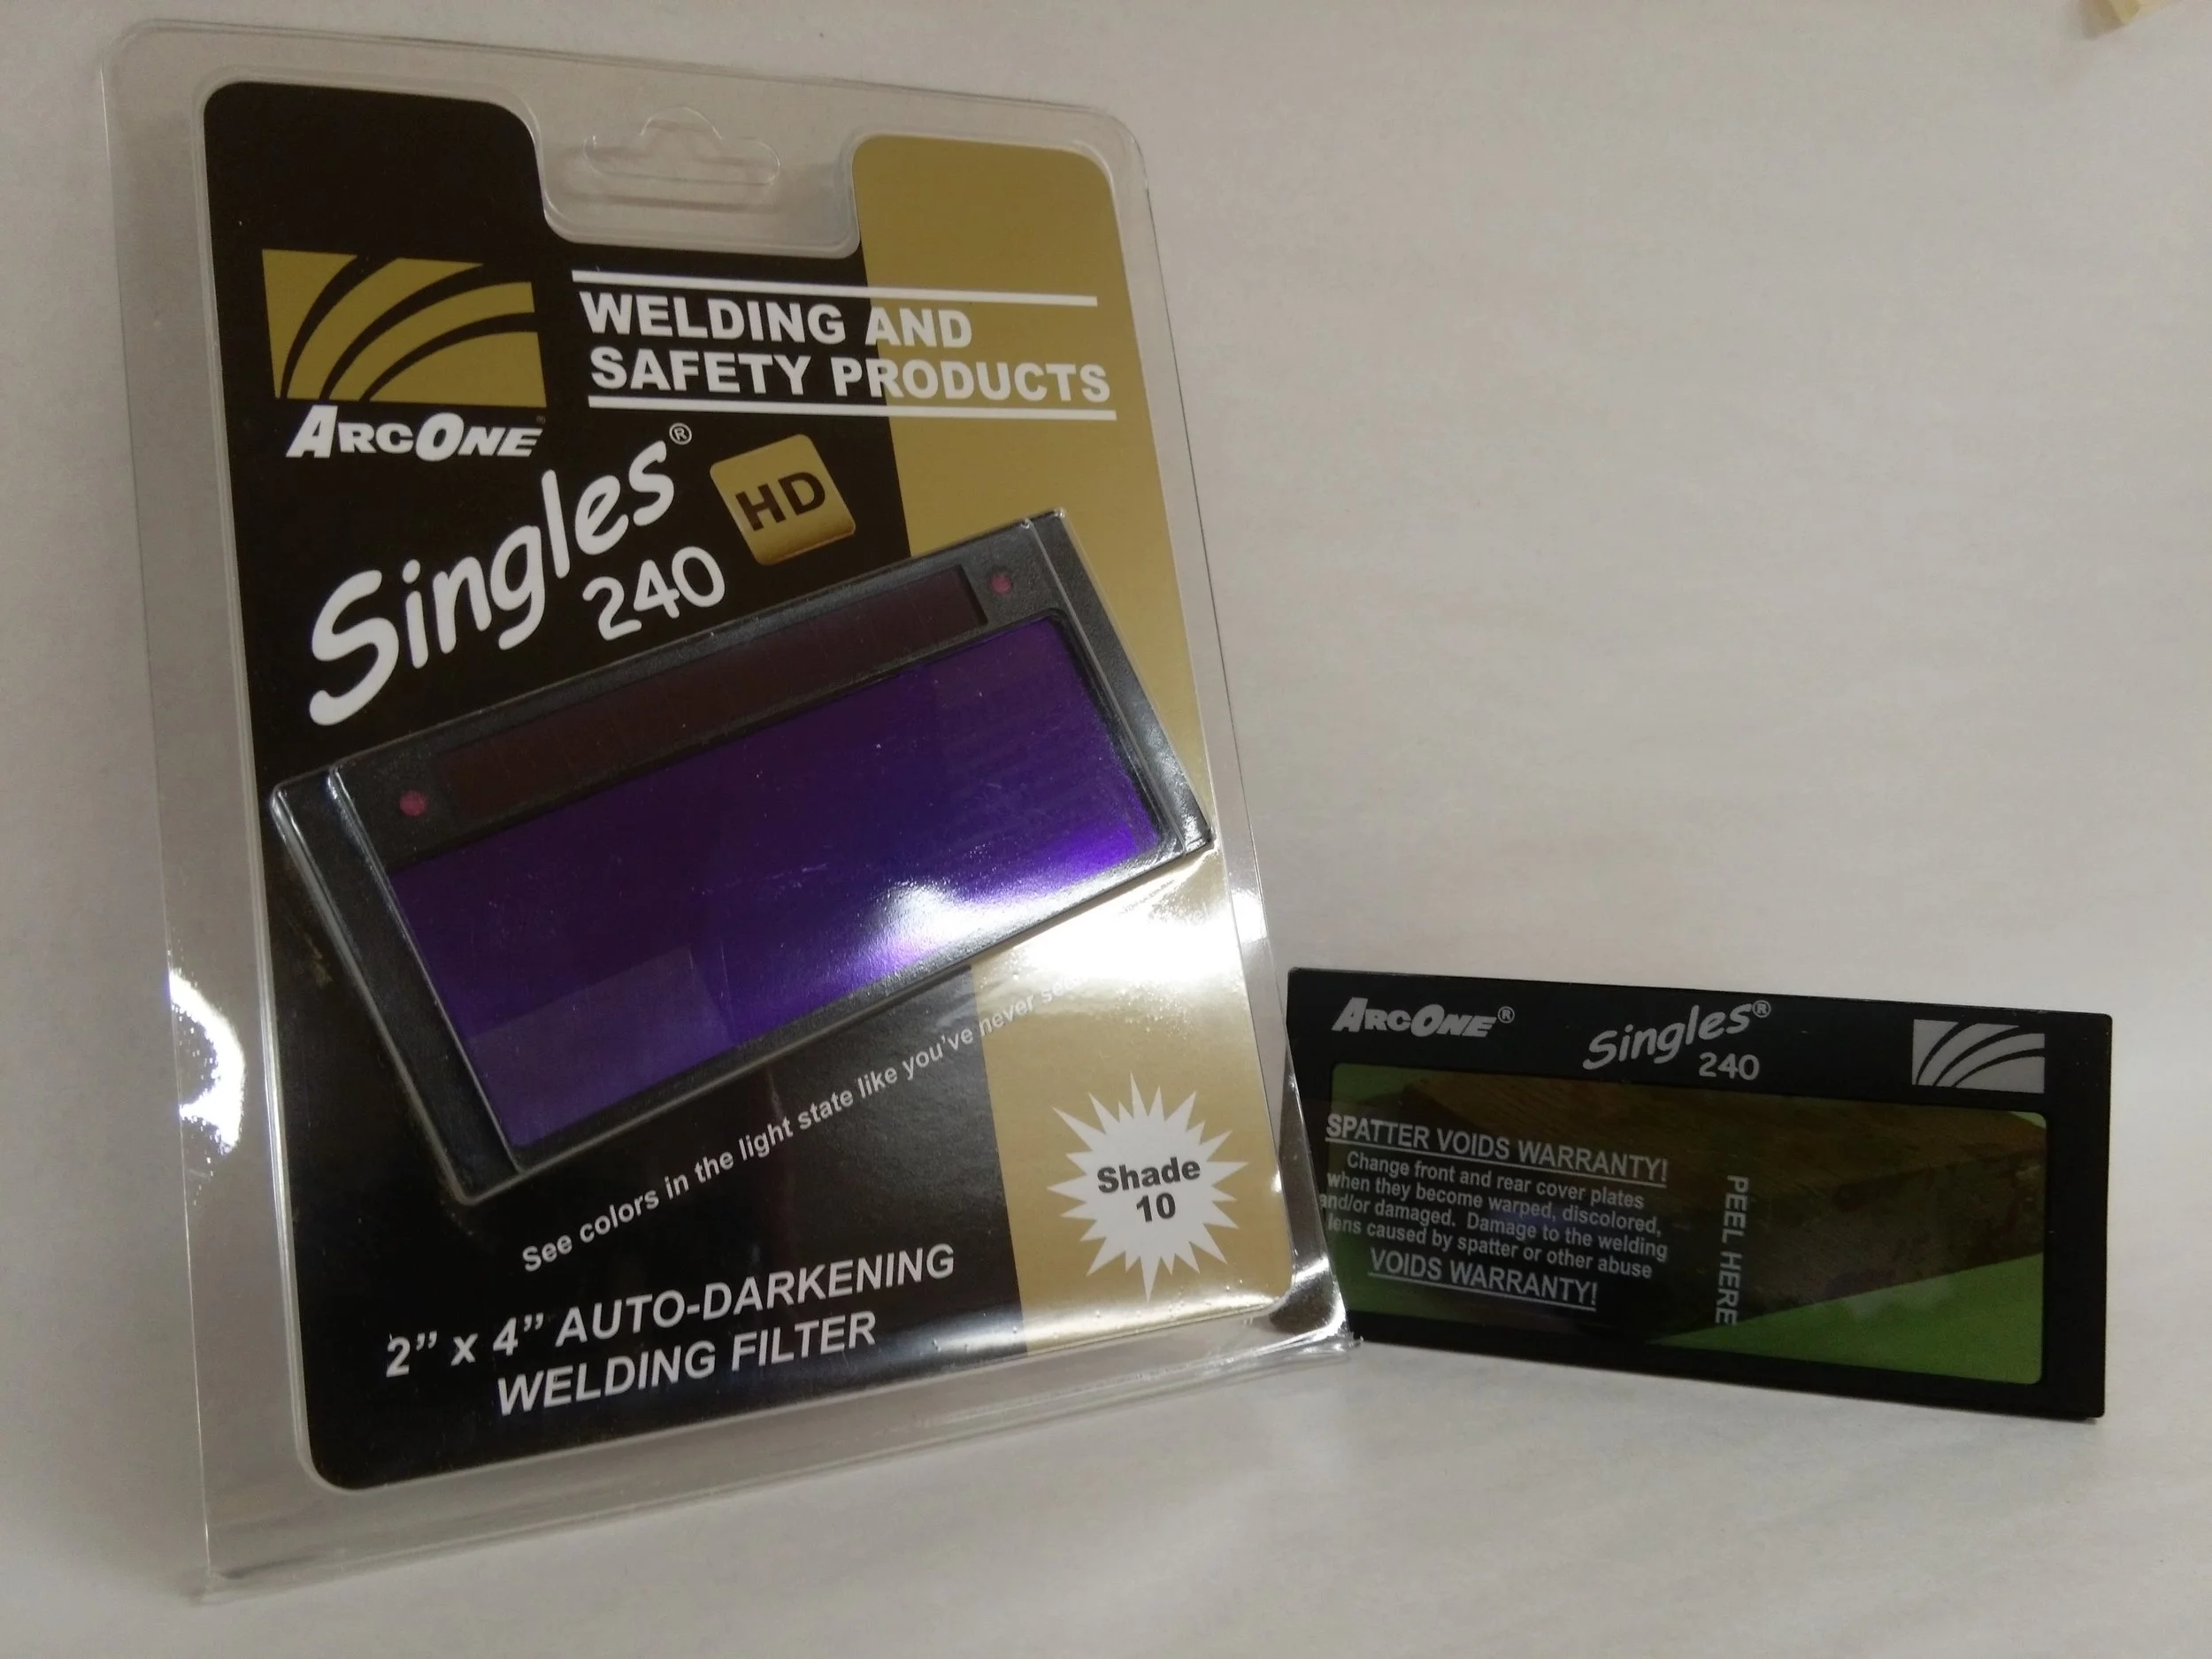 WELDING AND
SAFETY PRODUCTS
ARCONE
Singles®
HD
240
See colors in the light state like you've never
Shade
10
2" x 4" AUTO-DARKENING
WELDING FILTER
ARCONE®
Singles®
240
SPATTER VOIDS WARRANTY!
Change front and rear cover plates
when they become warped, discolored,
and/or damaged. Damage to the welding
lens caused by spatter or other abuse
VOIDS WARRANTY!
PEEL HERE